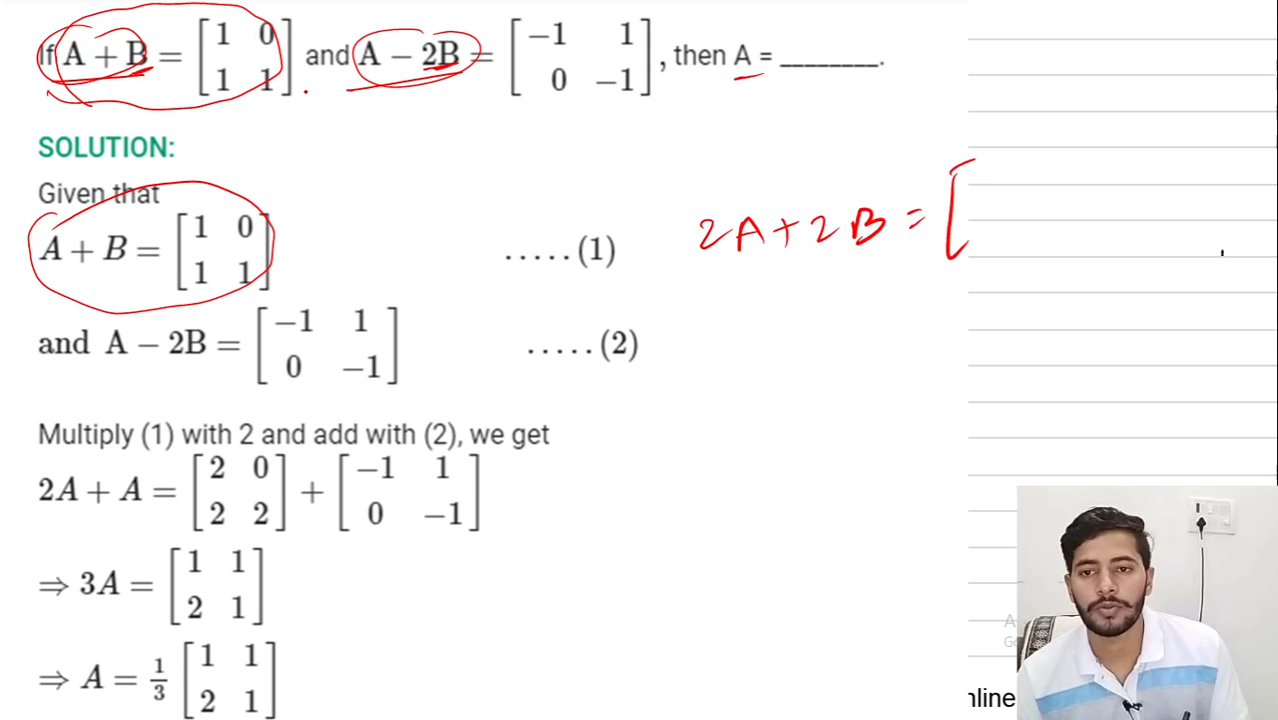 If A + B = [1 0; 1 1] and A − 2B = [−1 1; 0 −1], then A = ________.
SOLUTION:
Given that
A + B = [1 0; 1 1] .....(1)
2A+2B = [
and A − 2B = [−1 1; 0 −1] .....(2)
Multiply (1) with 2 and add with (2), we get
2A + A = [2 0; 2 2] + [−1 1; 0 −1]
⇒ 3A = [1 1; 2 1]
⇒ A = 1/3 [1 1; 2 1]